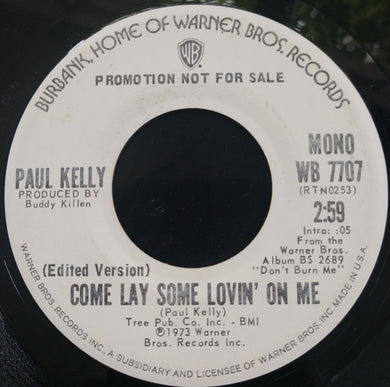 BURBANK, HOME OF WARNER BROS. RECORDS
WB
PROMOTION NOT FOR SALE
PAUL KELLY
PRODUCED BY
Buddy Killen
MONO
WB 7707
(RTN0253)
2:59
Intro: :05
From the
Warner Bros.
Album BS 2689
"Don't Burn Me"
(Edited Version)
COME LAY SOME LOVIN' ON ME
(Paul Kelly)
Tree Pub. Co. Inc. - BMI
℗1973 Warner
Bros. Records Inc.
WARNER BROS. RECORDS INC., A SUBSIDIARY AND LICENSEE OF WARNER BROS. INC. MADE IN U.S.A.